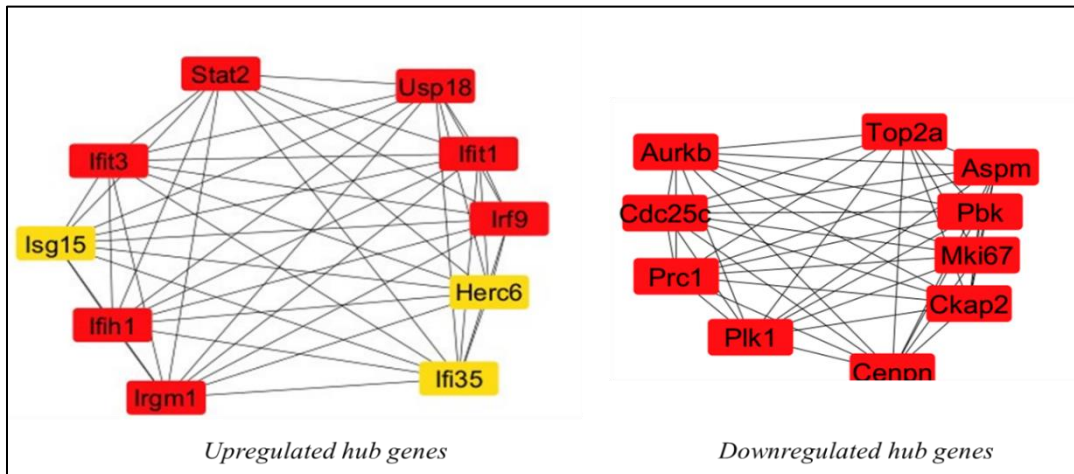 Stat2
Usp18
Ifit3
Ifit1
Irf9
Isg15
Herc6
Ifih1
Ifi35
Irgm1
Upregulated hub genes
Top2a
Aurkb
Aspm
Cdc25c
Pbk
Mki67
Prc1
Ckap2
Plk1
Cenpn
Downregulated hub genes